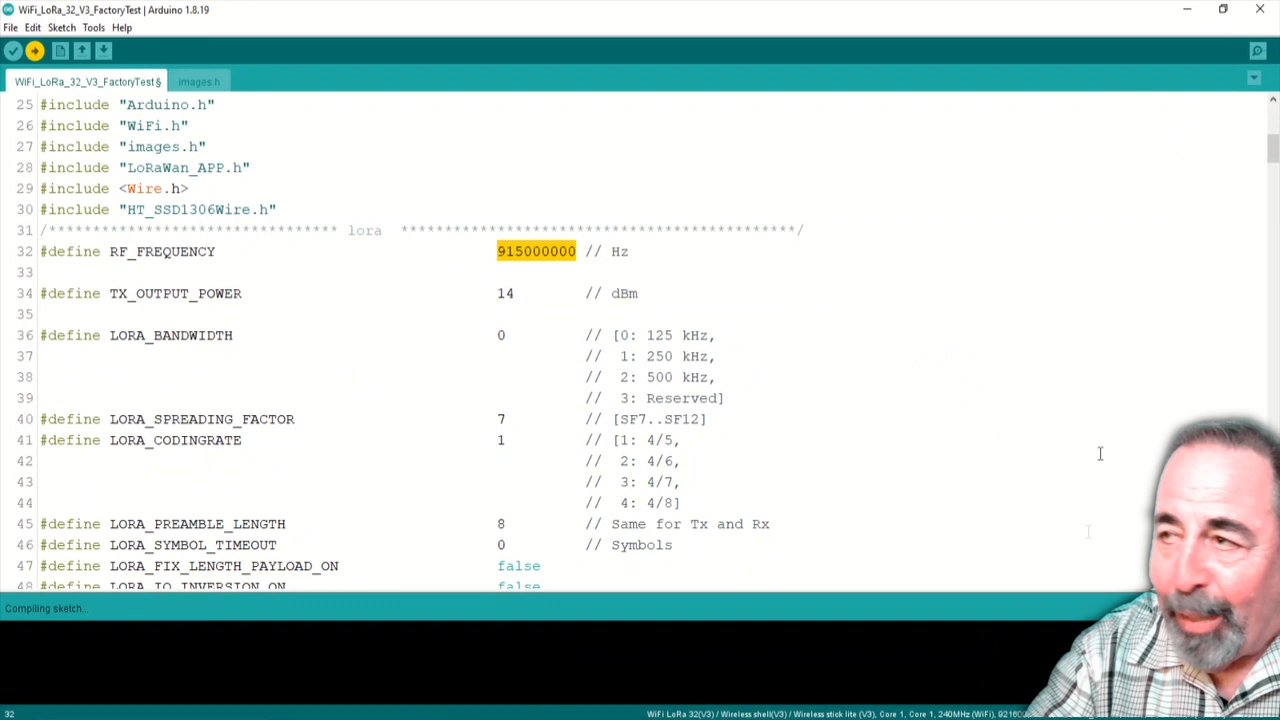 WiFi_LoRa_32_V3_FactoryTest | Arduino 1.8.19
File Edit Sketch Tools Help
WiFi_LoRa_32_V3_FactoryTest§ images.h
25 #include "Arduino.h"
26 #include "WiFi.h"
27 #include "images.h"
28 #include "LoRaWan_APP.h"
29 #include <Wire.h>
30 #include "HT_SSD1306Wire.h"
31 /********************************* lora *********************************************/
32 #define RF_FREQUENCY 915000000 // Hz
33
34 #define TX_OUTPUT_POWER 14 // dBm
35
36 #define LORA_BANDWIDTH 0 // [0: 125 kHz,
37 // 1: 250 kHz,
38 // 2: 500 kHz,
39 // 3: Reserved]
40 #define LORA_SPREADING_FACTOR 7 // [SF7..SF12]
41 #define LORA_CODINGRATE 1 // [1: 4/5,
42 // 2: 4/6,
43 // 3: 4/7,
44 // 4: 4/8]
45 #define LORA_PREAMBLE_LENGTH 8 // Same for Tx and Rx
46 #define LORA_SYMBOL_TIMEOUT 0 // Symbols
47 #define LORA_FIX_LENGTH_PAYLOAD_ON false
48 #define LORA_IQ_INVERSION_ON false
Compiling sketch...
32 WiFi LoRa 32(V3) / Wireless shell(V3) / Wireless stick lite (V3), Core 1, Core 1, 240MHz (WiFi),